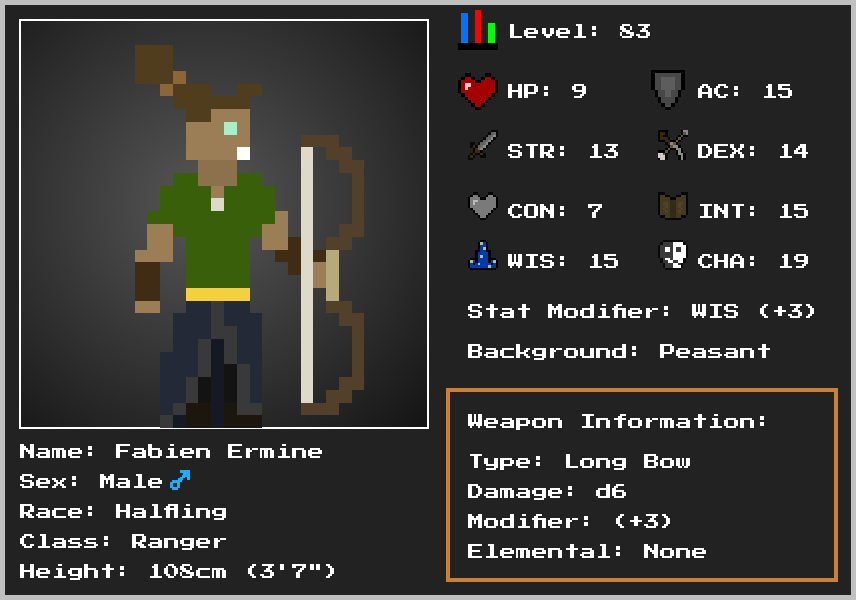 Level: 83
HP: 9
AC: 15
STR: 13
DEX: 14
CON: 7
INT: 15
WIS: 15
CHA: 19
Stat Modifier: WIS (+3)
Background: Peasant
Weapon Information:
Type: Long Bow
Damage: d6
Modifier: (+3)
Elemental: None
Name: Fabien Ermine
Sex: Male ♂
Race: Halfling
Class: Ranger
Height: 108cm (3'7")